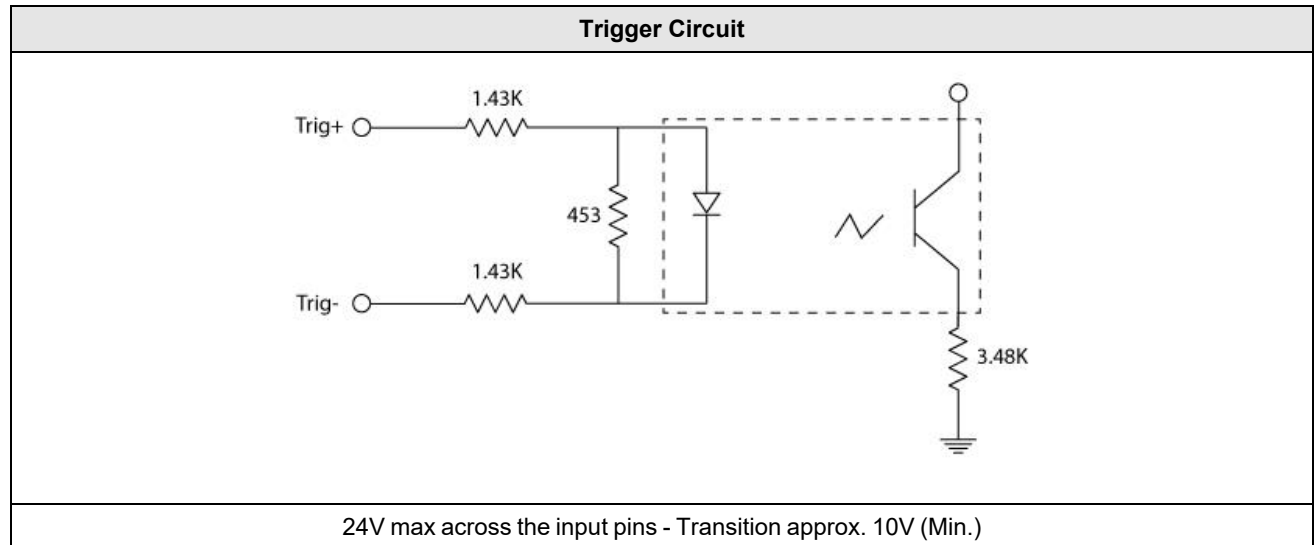 Trigger Circuit
1.43K
Trig+
453
1.43K
Trig-
3.48K
24V max across the input pins - Transition approx. 10V (Min.)